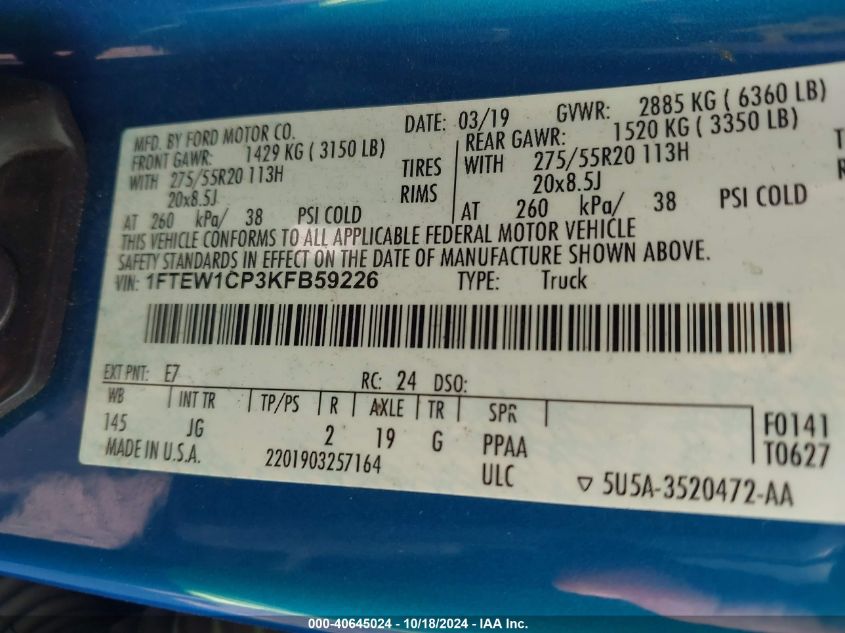 MFD. BY FORD MOTOR CO. DATE: 03/19 GVWR: 2885 KG ( 6360 LB)
FRONT GAWR: 1429 KG ( 3150 LB) REAR GAWR: 1520 KG ( 3350 LB)
WITH 275/55R20 113H TIRES WITH 275/55R20 113H
20x8.5J RIMS 20x8.5J
AT 260 kPa/ 38 PSI COLD AT 260 kPa/ 38 PSI COLD
THIS VEHICLE CONFORMS TO ALL APPLICABLE FEDERAL MOTOR VEHICLE
SAFETY STANDARDS IN EFFECT ON THE DATE OF MANUFACTURE SHOWN ABOVE.
VIN: 1FTEW1CP3KFB59226 TYPE: Truck
EXT PNT: E7 RC: 24 DSO:
WB INT TR TP/PS R AXLE TR SPR
145 JG 2 19 G PPAA
F0141
T0627
MADE IN U.S.A. 2201903257164 ULC
5U5A-3520472-AA
000-40645024 - 10/18/2024 - IAA Inc.